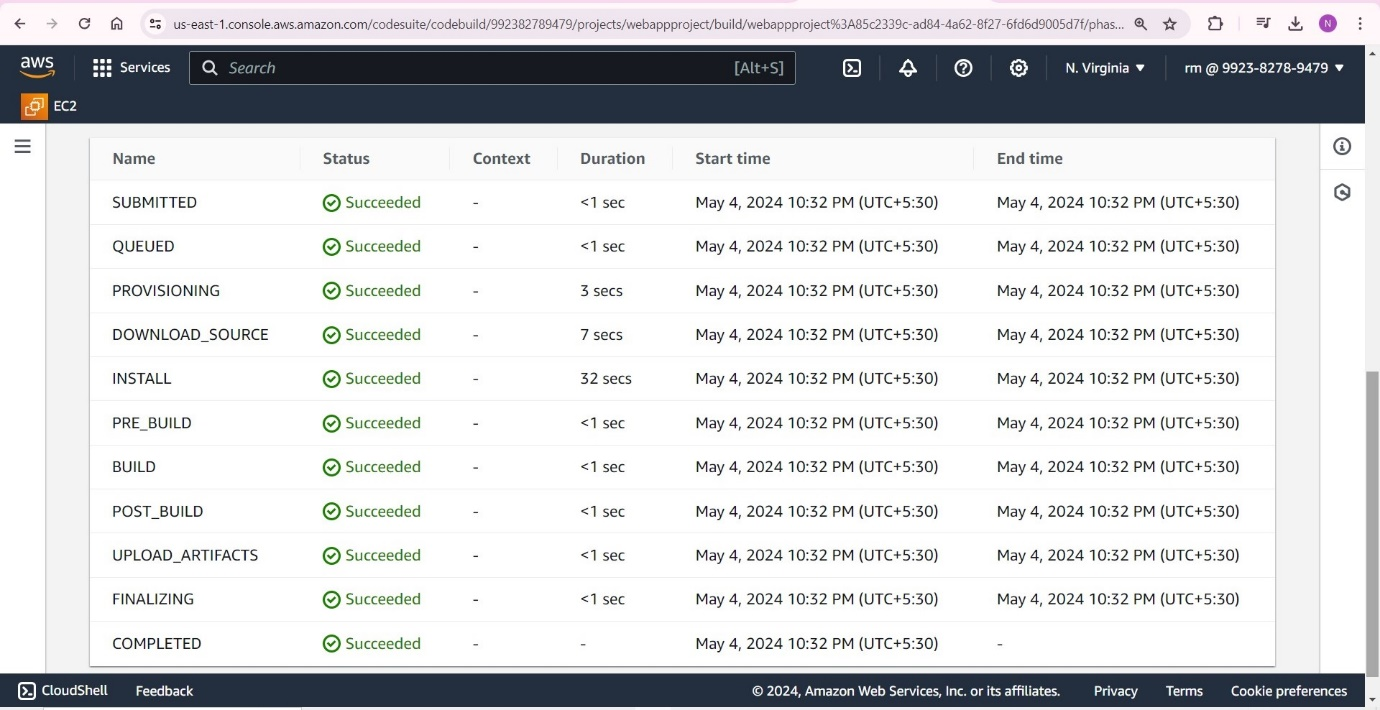 us-east-1.console.aws.amazon.com/codesuite/codebuild/992382789479/projects/webappproject/build/webappproject%3A85c2339c-ad84-4a62-8f27-6fd6d9005d7f/phas...
N
aws
Services
Search
[Alt+S]
N. Virginia
rm @ 9923-8278-9479
EC2
Name Status Context Duration Start time End time
SUBMITTED Succeeded - <1 sec May 4, 2024 10:32 PM (UTC+5:30) May 4, 2024 10:32 PM (UTC+5:30)
QUEUED Succeeded - <1 sec May 4, 2024 10:32 PM (UTC+5:30) May 4, 2024 10:32 PM (UTC+5:30)
PROVISIONING Succeeded - 3 secs May 4, 2024 10:32 PM (UTC+5:30) May 4, 2024 10:32 PM (UTC+5:30)
DOWNLOAD_SOURCE Succeeded - 7 secs May 4, 2024 10:32 PM (UTC+5:30) May 4, 2024 10:32 PM (UTC+5:30)
INSTALL Succeeded - 32 secs May 4, 2024 10:32 PM (UTC+5:30) May 4, 2024 10:32 PM (UTC+5:30)
PRE_BUILD Succeeded - <1 sec May 4, 2024 10:32 PM (UTC+5:30) May 4, 2024 10:32 PM (UTC+5:30)
BUILD Succeeded - <1 sec May 4, 2024 10:32 PM (UTC+5:30) May 4, 2024 10:32 PM (UTC+5:30)
POST_BUILD Succeeded - <1 sec May 4, 2024 10:32 PM (UTC+5:30) May 4, 2024 10:32 PM (UTC+5:30)
UPLOAD_ARTIFACTS Succeeded - <1 sec May 4, 2024 10:32 PM (UTC+5:30) May 4, 2024 10:32 PM (UTC+5:30)
FINALIZING Succeeded - <1 sec May 4, 2024 10:32 PM (UTC+5:30) May 4, 2024 10:32 PM (UTC+5:30)
COMPLETED Succeeded - - May 4, 2024 10:32 PM (UTC+5:30) -
CloudShell Feedback © 2024, Amazon Web Services, Inc. or its affiliates. Privacy Terms Cookie preferences